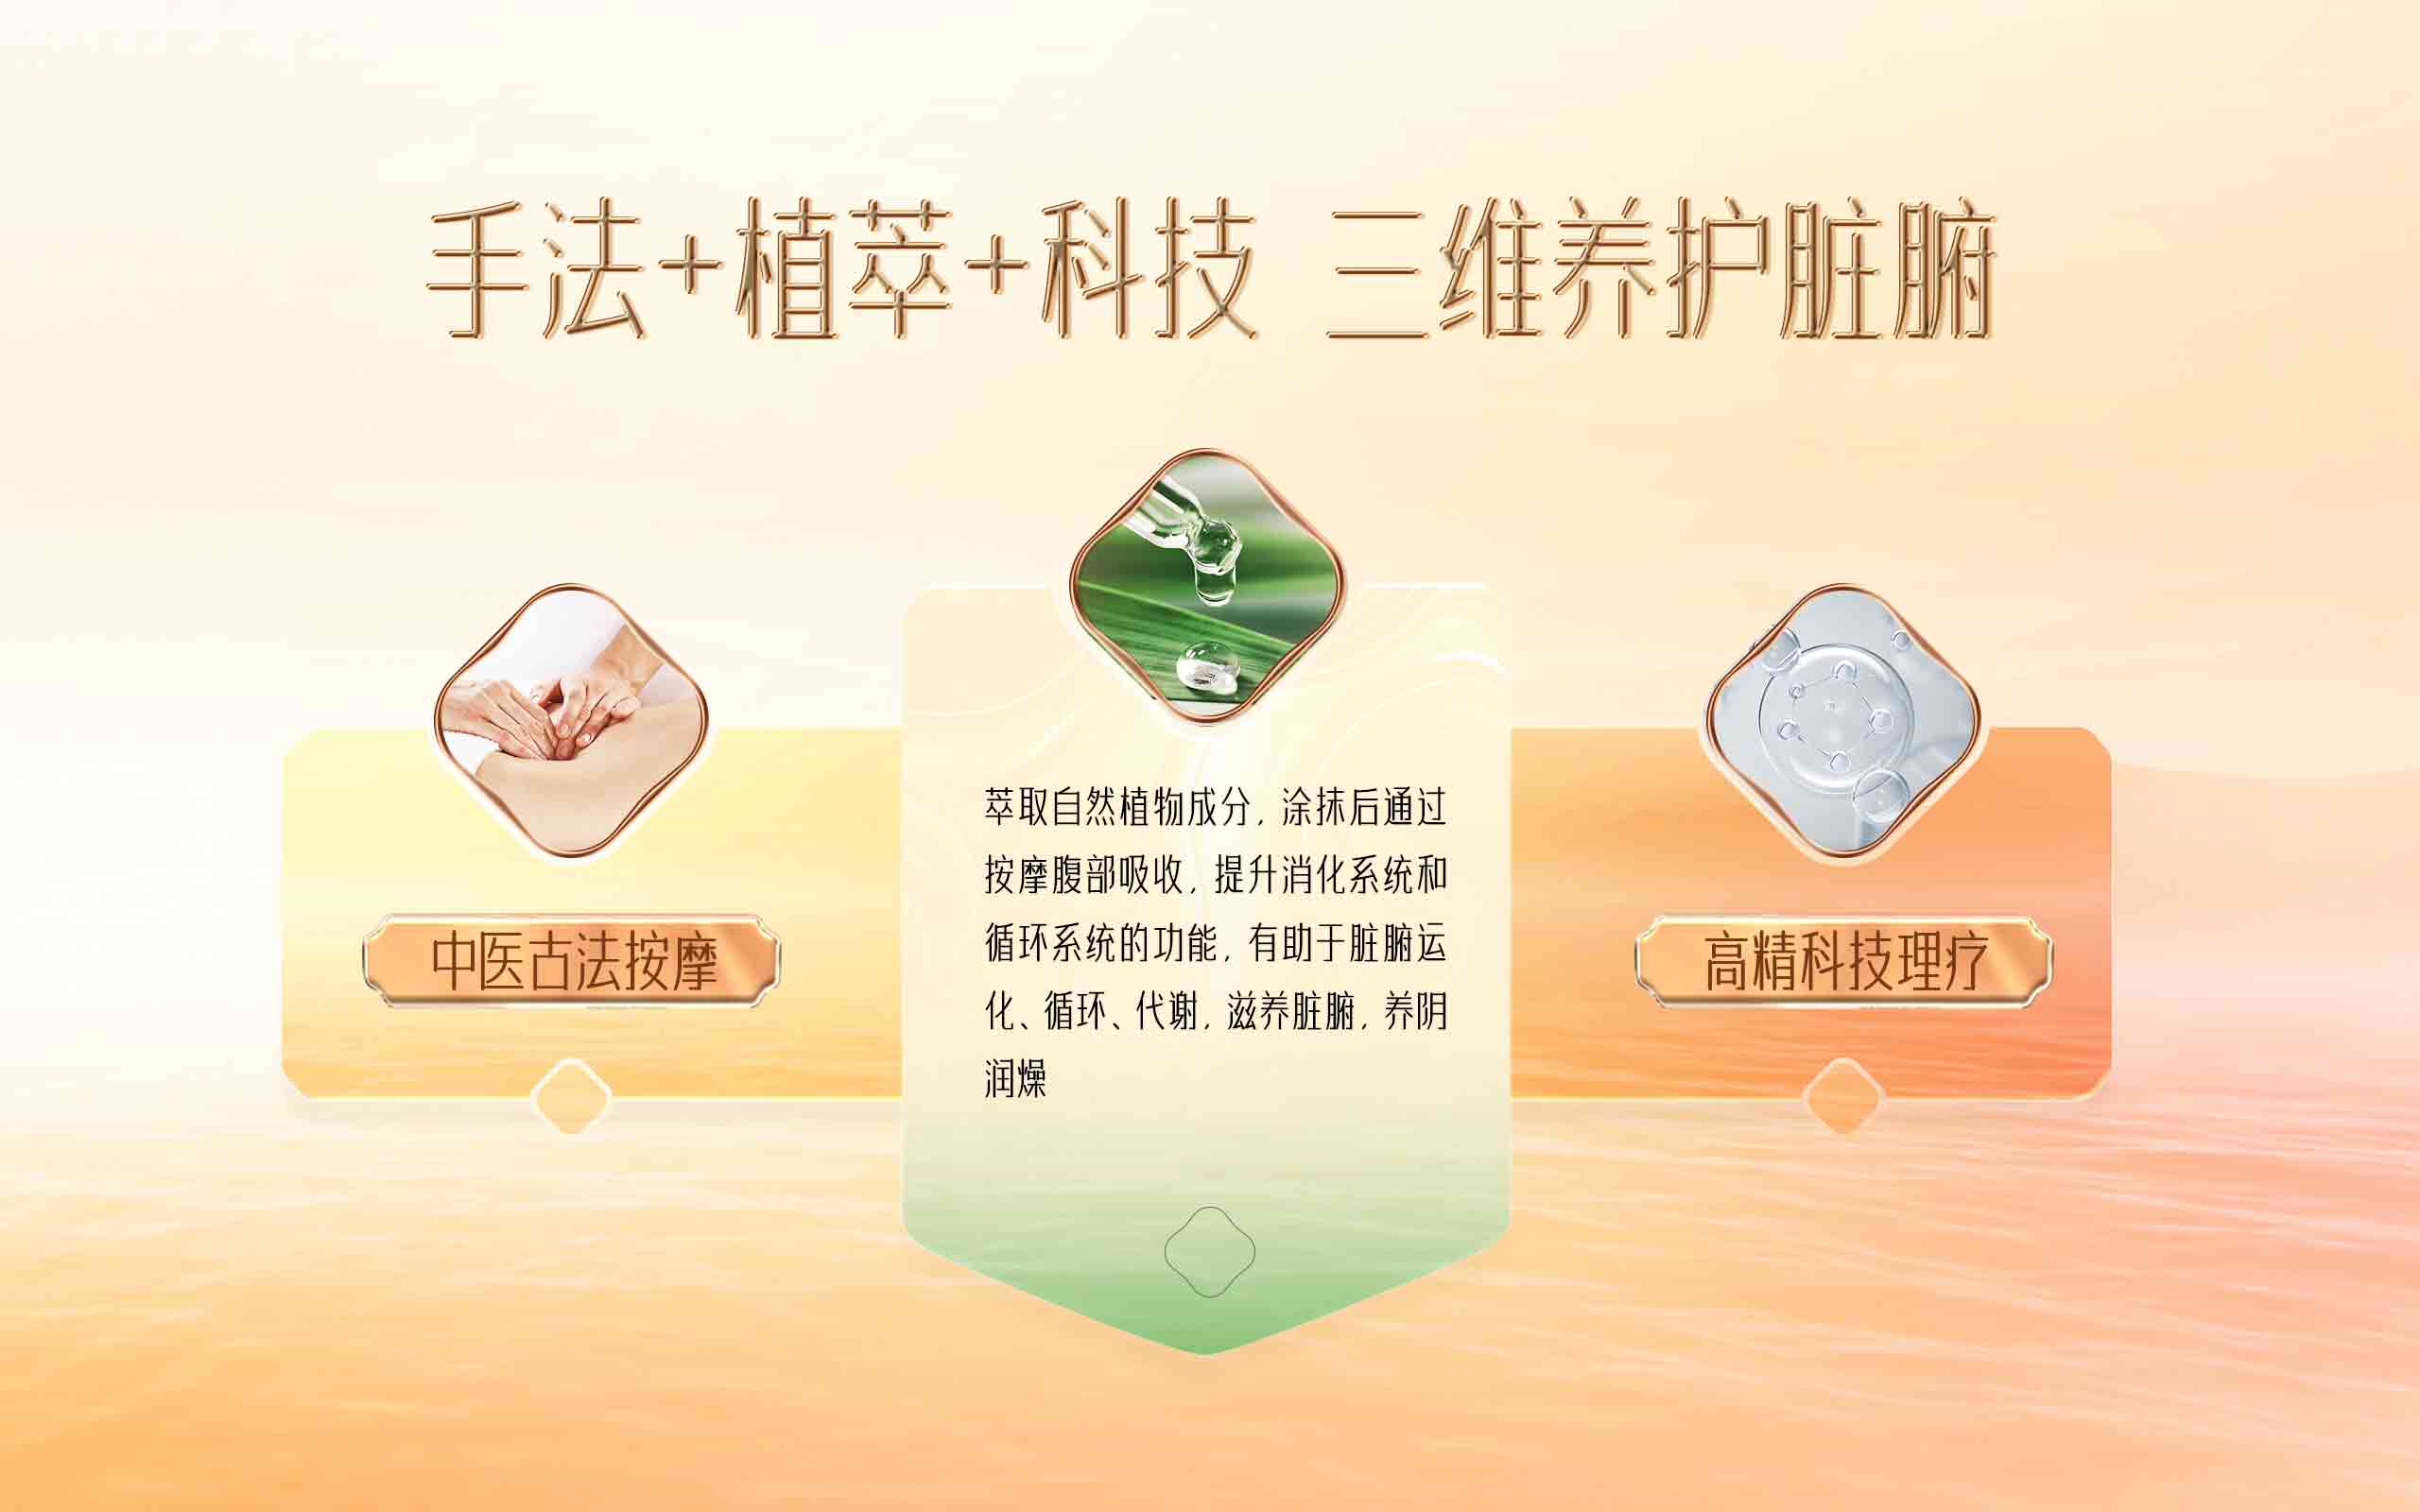 手法+植萃+科技 三维养护脏腑
中医古法按摩
萃取自然植物成分, 涂抹后通过
按摩腹部吸收, 提升消化系统和
循环系统的功能, 有助于脏腑运
化、循环、代谢, 滋养脏腑, 养阴
润燥
高精科技理疗